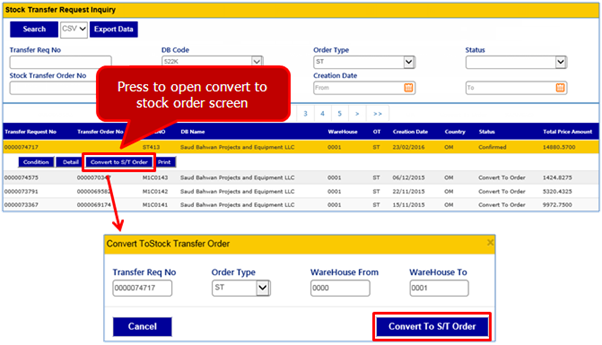 Stock Transfer Request Inquiry
Search CSV Export Data
Transfer Req No DB Code Order Type Status
522K ST
Stock Transfer Order No Creation Date
From To
Press to open convert to
stock order screen
3 4 5 > >>
Transfer Request No Transfer Order No DB Name WareHouse OT Creation Date Country Status Total Price Amount
0000074717 ST413 Saud Bahwan Projects and Equipment LLC 0001 ST 23/02/2016 OM Confirmed 14880.5700
Condition Detail Convert to S/T Order Print
0000074575 M1C0143 Saud Bahwan Projects and Equipment LLC 0001 ST 06/12/2015 OM Convert To Order 1424.8275
0000073791 0000069582 M1C0142 Saud Bahwan Projects and Equipment LLC 0001 ST 22/11/2015 OM Convert To Order 5320.4325
0000073367 0000069174 M1C0141 Saud Bahwan Projects and Equipment LLC 0001 ST 15/11/2015 OM Convert To Order 9972.7500
Convert ToStock Transfer Order
Transfer Req No Order Type WareHouse From WareHouse To
0000074717 ST 0000 0001
Cancel Convert To S/T Order